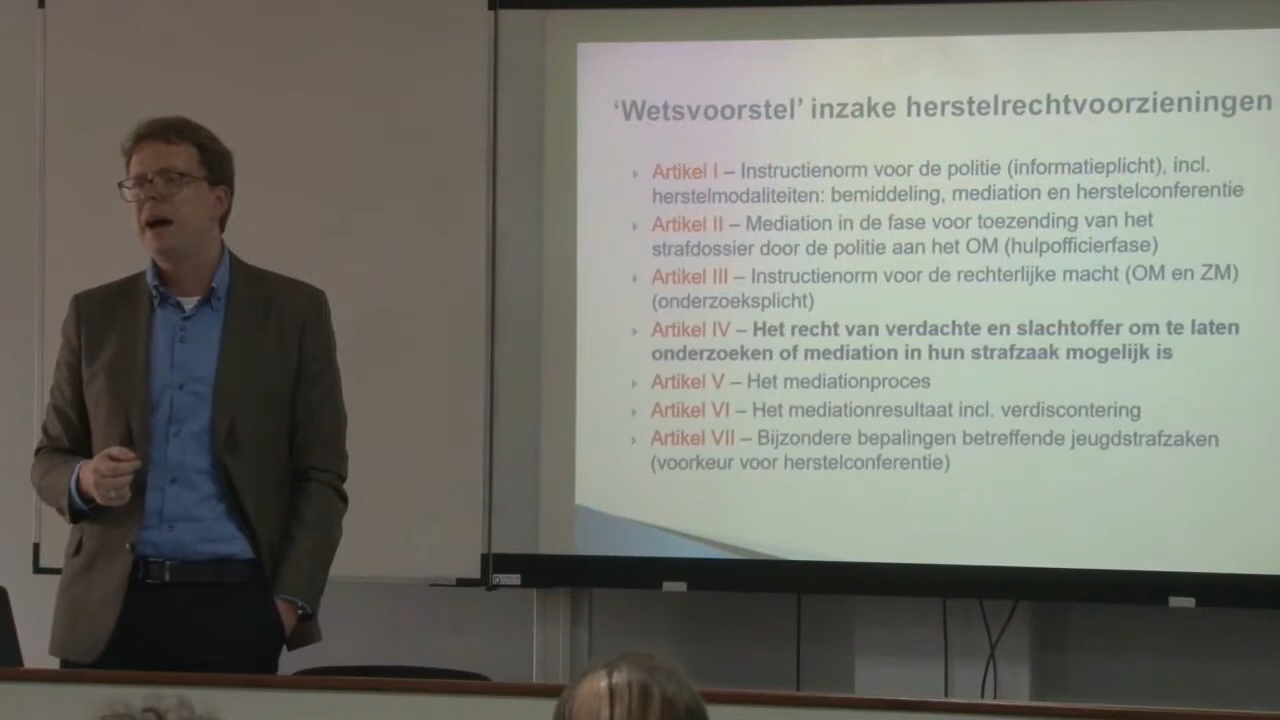 ‘Wetsvoorstel’ inzake herstelrechtvoorzieningen
Artikel I – Instructienorm voor de politie (informatieplicht), incl.
herstelmodaliteiten: bemiddeling, mediation en herstelconferentie
Artikel II – Mediation in de fase voor toezending van het
strafdossier door de politie aan het OM (hulpofficierfase)
Artikel III – Instructienorm voor de rechterlijke macht (OM en ZM)
(onderzoeksplicht)
Artikel IV – Het recht van verdachte en slachtoffer om te laten
onderzoeken of mediation in hun strafzaak mogelijk is
Artikel V – Het mediationproces
Artikel VI – Het mediationresultaat incl. verdiscontering
Artikel VII – Bijzondere bepalingen betreffende jeugdstrafzaken
(voorkeur voor herstelconferentie)